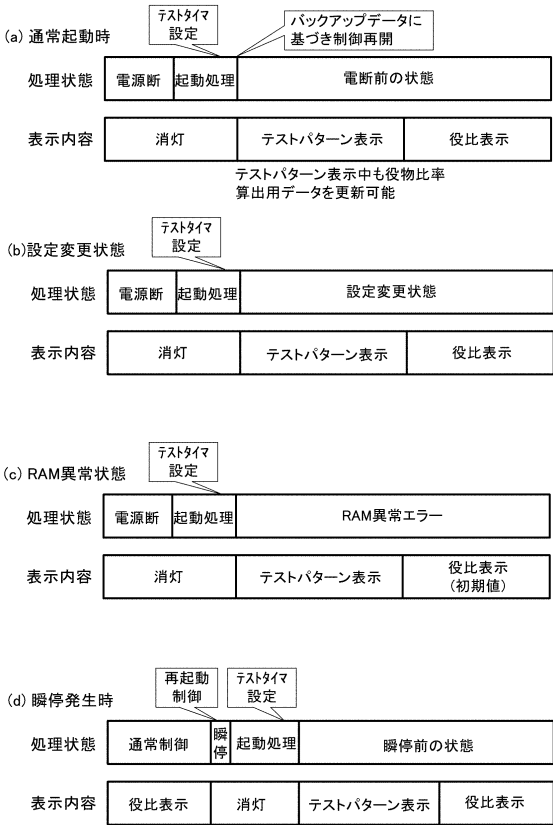 (a) 通常起動時
ﾃｽﾄﾀｲﾏ
設定
バックアップデータに
基づき制御再開
処理状態 電源断 起動処理 電断前の状態
表示内容 消灯 テストパターン表示 役比表示
テストパターン表示中も役物比率
算出用データを更新可能
(b)設定変更状態
ﾃｽﾄﾀｲﾏ
設定
処理状態 電源断 起動処理 設定変更状態
表示内容 消灯 テストパターン表示 役比表示
(c) RAM異常状態
ﾃｽﾄﾀｲﾏ
設定
処理状態 電源断 起動処理 RAM異常エラー
表示内容 消灯 テストパターン表示 役比表示
(初期値)
(d) 瞬停発生時
再起動
制御
ﾃｽﾄﾀｲﾏ
設定
処理状態 通常制御 瞬停 起動処理 瞬停前の状態
表示内容 役比表示 消灯 テストパターン表示 役比表示